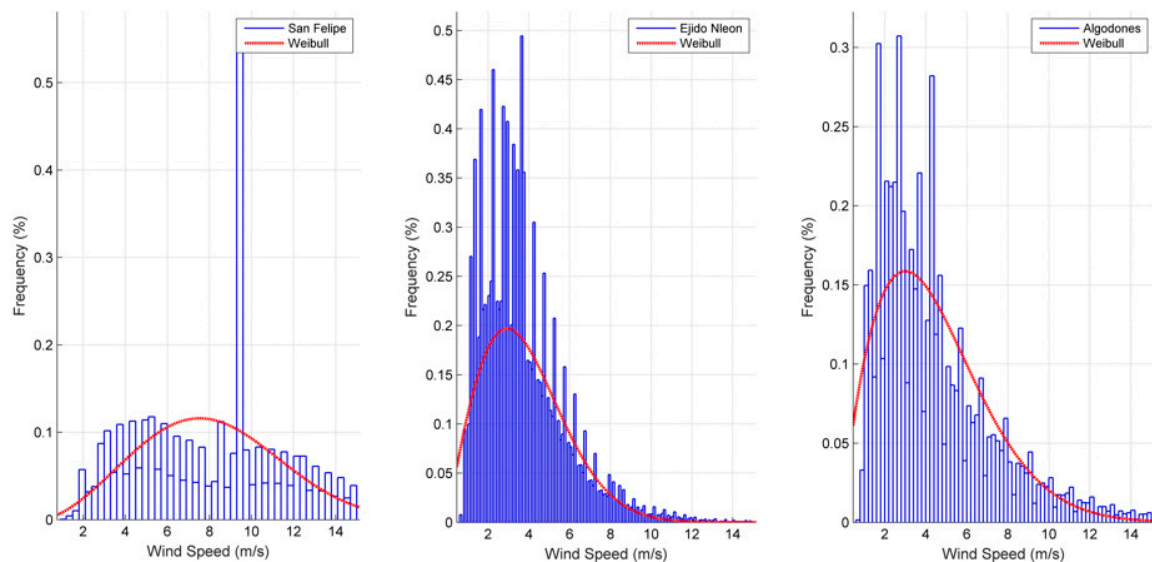 San Felipe
Weibull
0.5
0.4
0.3
0.2
0.1
0
2 4 6 8 10 12 14
Wind Speed (m/s)
Frequency (%)
Ejido Nleon
Weibull
0.5
0.45
0.4
0.35
0.3
0.25
0.2
0.15
0.1
0.05
0
2 4 6 8 10 12 14
Wind Speed (m/s)
Frequency (%)
Algodones
Weibull
0.3
0.25
0.2
0.15
0.1
0.05
0
2 4 6 8 10 12 14
Wind Speed (m/s)
Frequency (%)